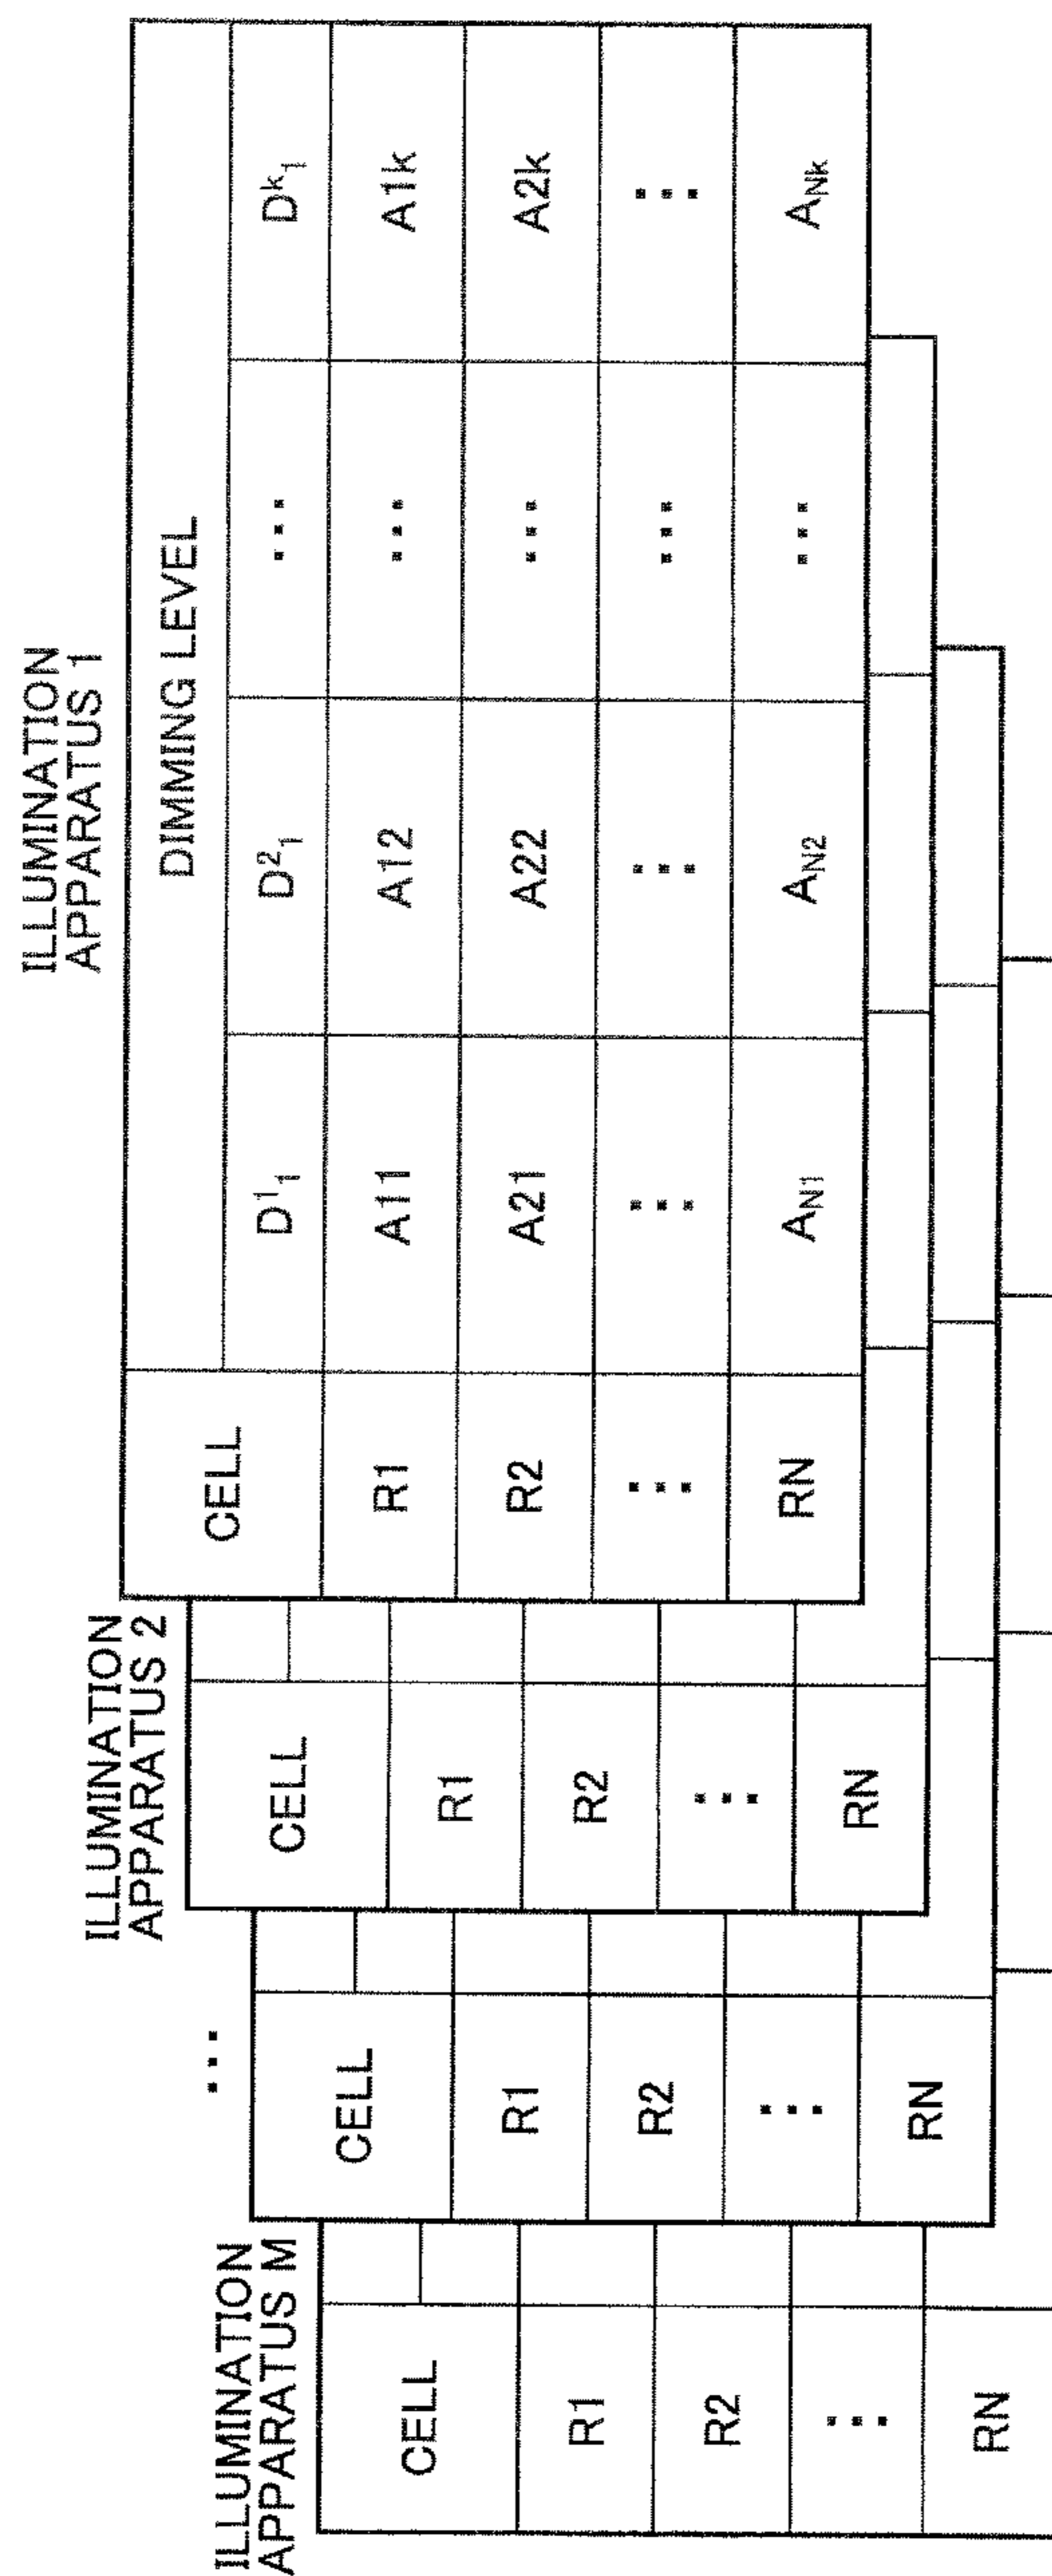 ILLUMINATION
APPARATUS 1
CELL DIMMING LEVEL
D¹₁ D²₁ ... Dᵏ₁
R1 A11 A12 ... A1k
R2 A21 A22 ... A2k
... ... ... ... ...
RN A_N1 A_N2 ... A_Nk
ILLUMINATION
APPARATUS 2
CELL
R1
R2
...
RN
...
CELL
R1
R2
...
RN
ILLUMINATION
APPARATUS M
CELL
R1
R2
...
RN